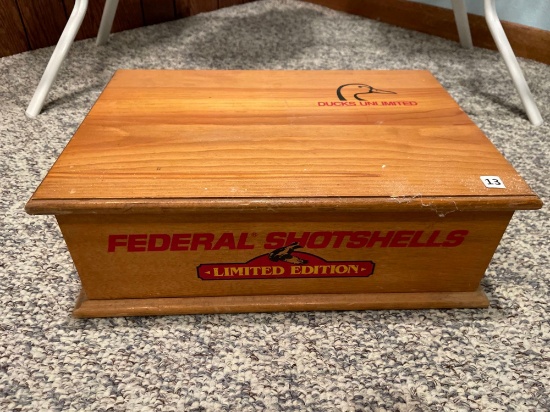 DUCKS UNLIMITED
13
FEDERAL® SHOTSHELLS
LIMITED EDITION